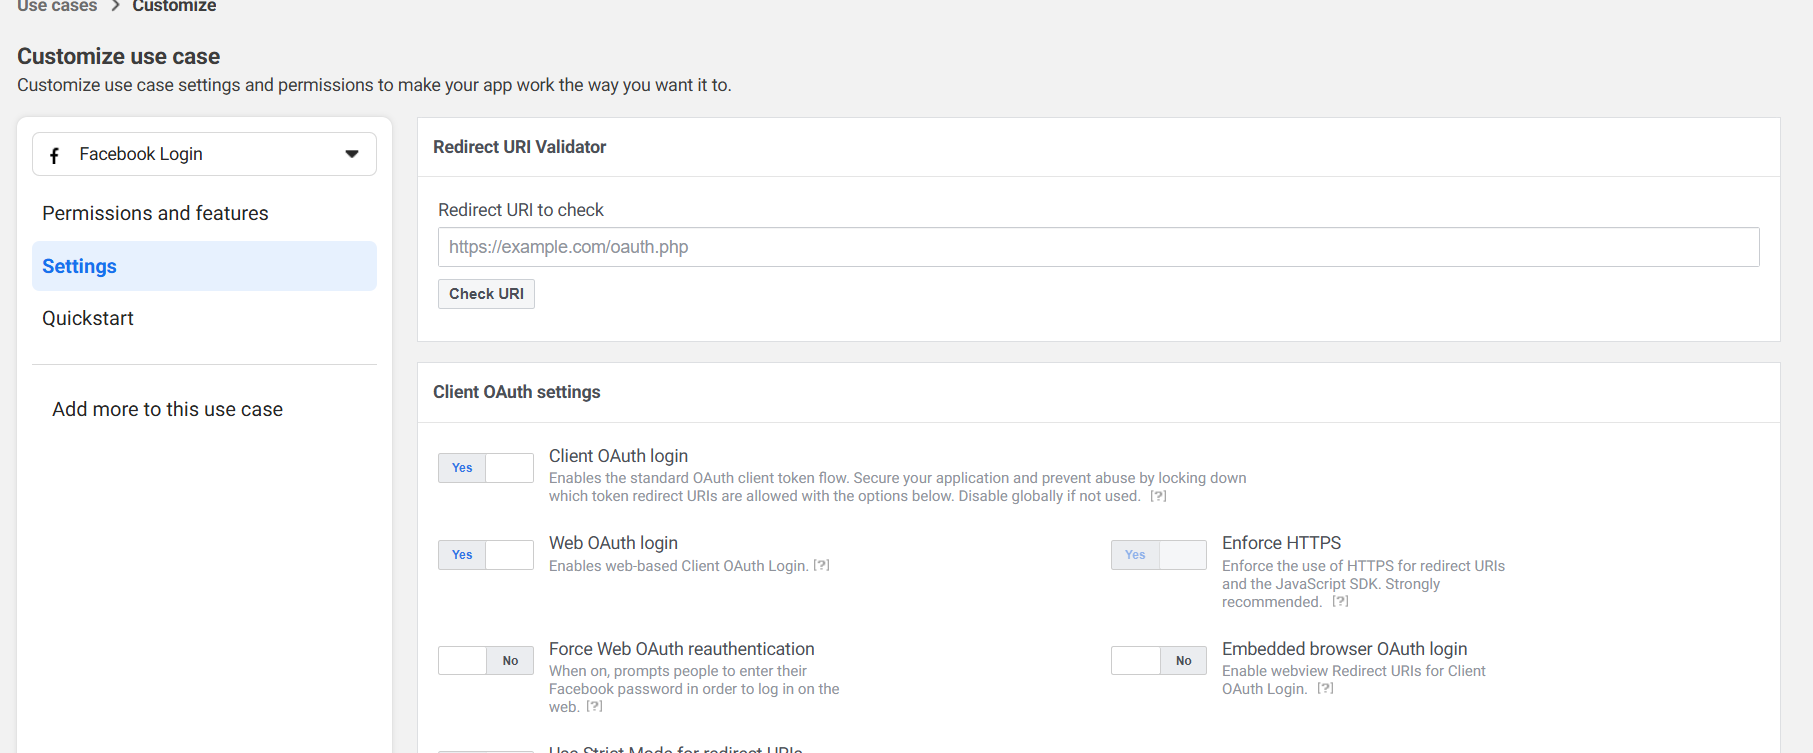 Use cases > Customize
Customize use case
Customize use case settings and permissions to make your app work the way you want it to.
Facebook Login
Permissions and features
Settings
Quickstart
Add more to this use case
Redirect URI Validator
Redirect URI to check
https://example.com/oauth.php
Check URI
Client OAuth settings
Yes
Client OAuth login
Enables the standard OAuth client token flow. Secure your application and prevent abuse by locking down
which token redirect URIs are allowed with the options below. Disable globally if not used. [?]
Yes
Web OAuth login
Enables web-based Client OAuth Login. [?]
Yes
Enforce HTTPS
Enforce the use of HTTPS for redirect URIs
and the JavaScript SDK. Strongly
recommended. [?]
No
Force Web OAuth reauthentication
When on, prompts people to enter their
Facebook password in order to log in on the
web. [?]
No
Embedded browser OAuth login
Enable webview Redirect URIs for Client
OAuth Login. [?]
Use Strict Mode for redirect URIs